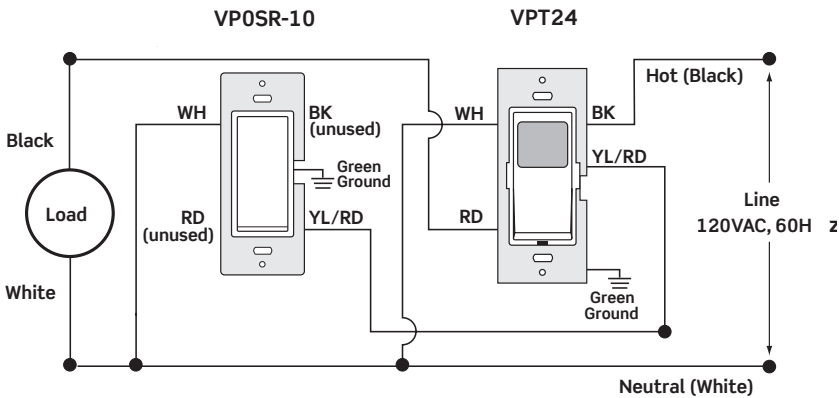 VP0SR-10
VPT24
Hot (Black)
WH
BK
(unused)
WH
BK
Black
Green
Ground
YL/RD
Load
RD
(unused)
YL/RD
RD
Line
120VAC, 60H z
White
Green
Ground
Neutral (White)